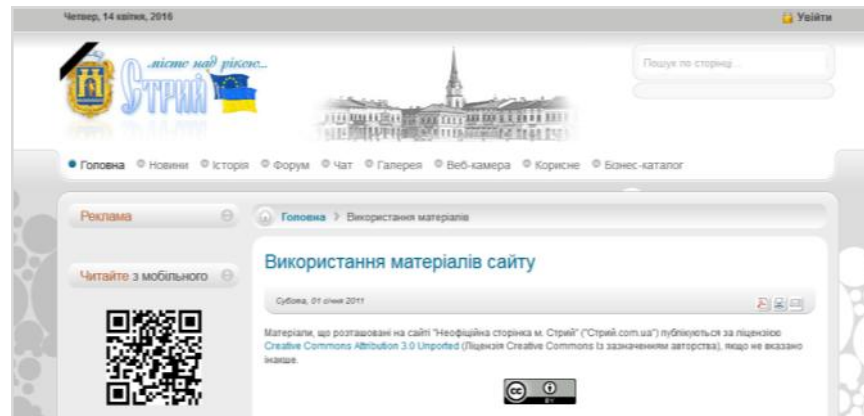 Четвер, 14 квітня, 2016
Увійти
місто над рікою...
Стрий
Пошук по сторінці...
Головна Новини Історія Форум Чат Галерея Веб-камера Корисне Бізнес-каталог
Реклама
Головна > Використання матеріалів
Використання матеріалів сайту
Читайте з мобільного
Субота, 01 січня 2011
Матеріали, що розташовані на сайті "Неофіційна сторінка м. Стрий" ("Стрий.com.ua") публікуються за ліцензією
Creative Commons Attribution 3.0 Unported (Ліцензія Creative Commons Із зазначенням авторства), якщо не вказано
інакше.
cc
BY